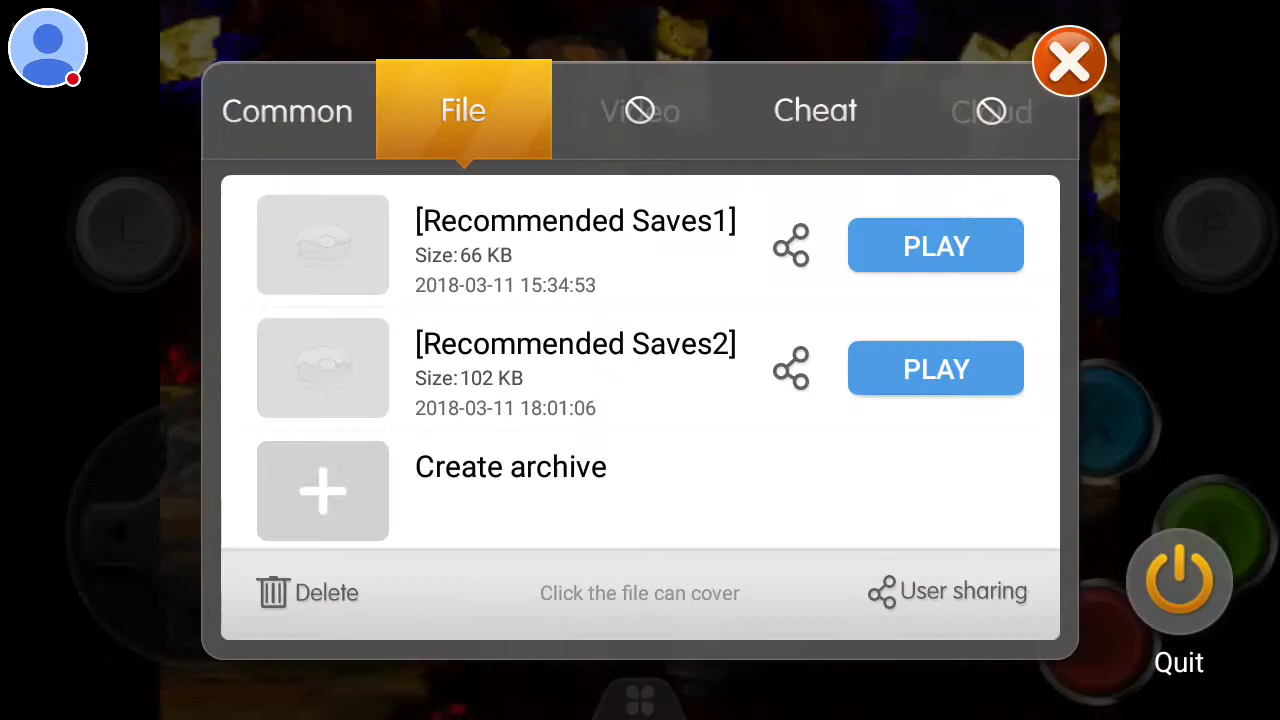 Common
File
Video
Cheat
Cloud
[Recommended Saves1]
Size: 66 KB
2018-03-11 15:34:53
PLAY
[Recommended Saves2]
Size: 102 KB
2018-03-11 18:01:06
PLAY
Create archive
Delete
Click the file can cover
User sharing
Quit
L